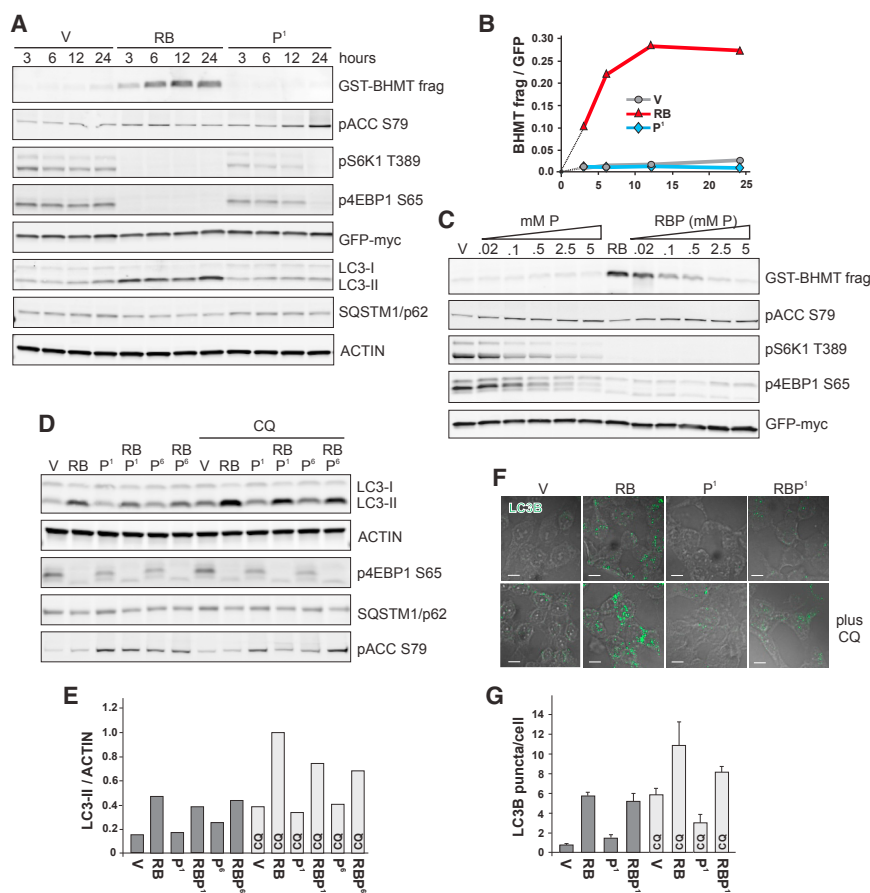 A
V RB P¹
3 6 12 24 3 6 12 24 3 6 12 24 hours
GST-BHMT frag
pACC S79
pS6K1 T389
p4EBP1 S65
GFP-myc
LC3-I
LC3-II
SQSTM1/p62
ACTIN
B
BHMT frag / GFP
0.30
0.25
0.20
0.15
0.10
0.05
0.00
0 5 10 15 20 25
V
RB
P¹
C
mM P RBP (mM P)
V .02 .1 .5 2.5 5 RB .02 .1 .5 2.5 5
GST-BHMT frag
pACC S79
pS6K1 T389
p4EBP1 S65
GFP-myc
D
CQ
RB RB RB RB
V RB P¹ P¹ P⁶ P⁶ V RB P¹ P¹ P⁶ P⁶
LC3-I
LC3-II
ACTIN
p4EBP1 S65
SQSTM1/p62
pACC S79
F
V RB P¹ RBP¹
LC3B
plus
CQ
E
LC3-II / ACTIN
1.2
1.0
0.8
0.6
0.4
0.2
0
CQ CQ CQ CQ CQ CQ
V RB P¹ RBP¹ P⁶ RBP⁶ V RB P¹ RBP¹ P⁶ RBP⁶
G
LC3B puncta/cell
14
12
10
8
6
4
2
0
CQ CQ CQ CQ
V RB P¹ RBP¹ V RB P¹ RBP¹